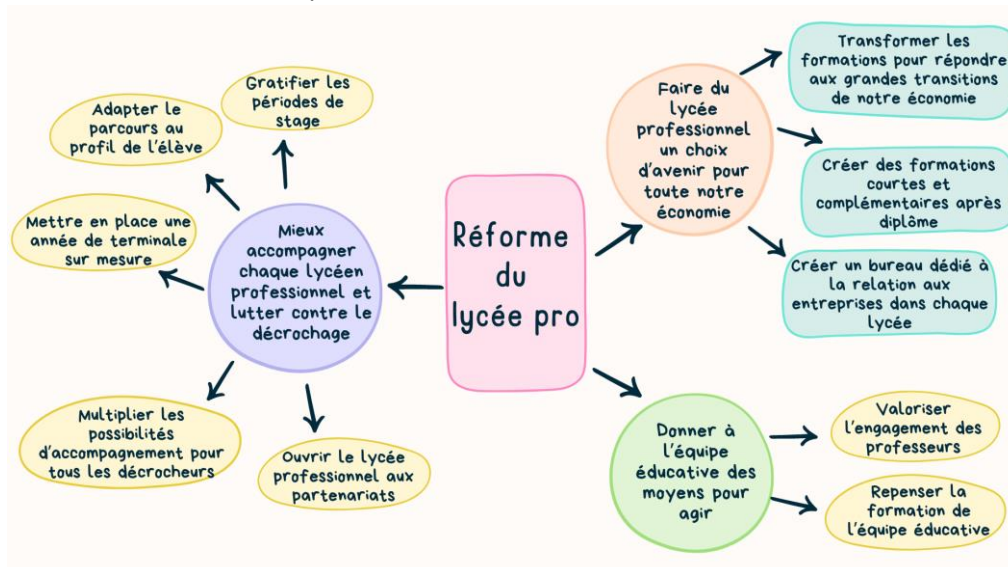 Réforme
du
lycée pro
Mieux
accompagner
chaque lycéen
professionnel et
lutter contre le
décrochage
Gratifier les
périodes de
stage
Adapter le
parcours au
profil de l'élève
Mettre en place une
année de terminale
sur mesure
Multiplier les
possibilités
d'accompagnement pour
tous les décrocheurs
Ouvrir le lycée
professionnel aux
partenariats
Faire du
lycée
professionnel
un choix
d'avenir pour
toute notre
économie
Transformer les
formations pour répondre
aux grandes transitions
de notre économie
Créer des formations
courtes et
complémentaires après
diplôme
Créer un bureau dédié à
la relation aux
entreprises dans chaque
lycée
Donner à
l'équipe
éducative des
moyens pour
agir
Valoriser
l'engagement des
professeurs
Repenser la
formation de
l'équipe éducative